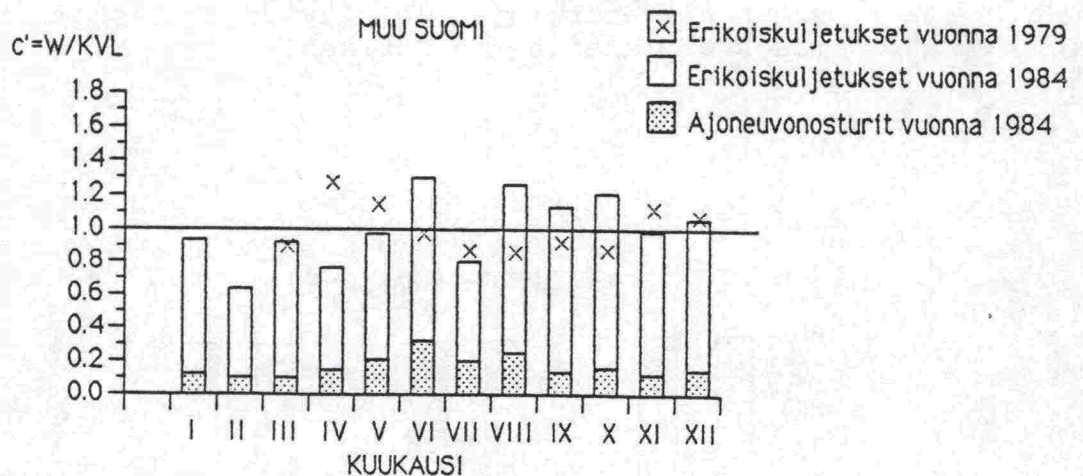 MUU SUOMI
c'=W/KVL
Erikoiskuljetukset vuonna 1979
Erikoiskuljetukset vuonna 1984
Ajoneuvonosturit vuonna 1984
1.8
1.6
1.4
1.2
1.0
0.8
0.6
0.4
0.2
0.0
I II III IV V VI VII VIII IX X XI XII
KUUKAUSI